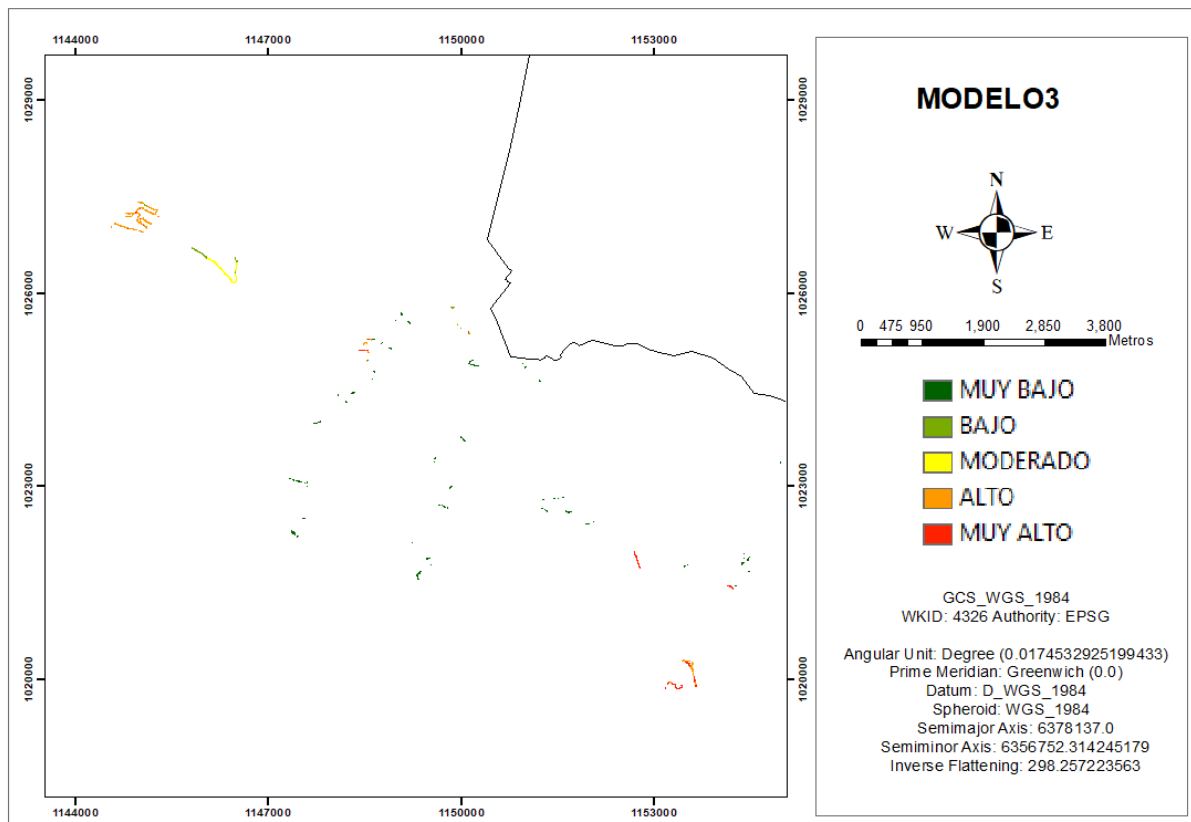 1144000
1147000
1150000
1153000
1029000
1029000
1026000
1026000
1023000
1023000
1020000
1020000
1144000
1147000
1150000
1153000
MODELO3
N
W
E
S
0 475 950 1,900 2,850 3,800
Metros
MUY BAJO
BAJO
MODERADO
ALTO
MUY ALTO
GCS_WGS_1984
WKID: 4326 Authority: EPSG
Angular Unit: Degree (0.0174532925199433)
Prime Meridian: Greenwich (0.0)
Datum: D_WGS_1984
Spheroid: WGS_1984
Semimajor Axis: 6378137.0
Semiminor Axis: 6356752.314245179
Inverse Flattening: 298.257223563